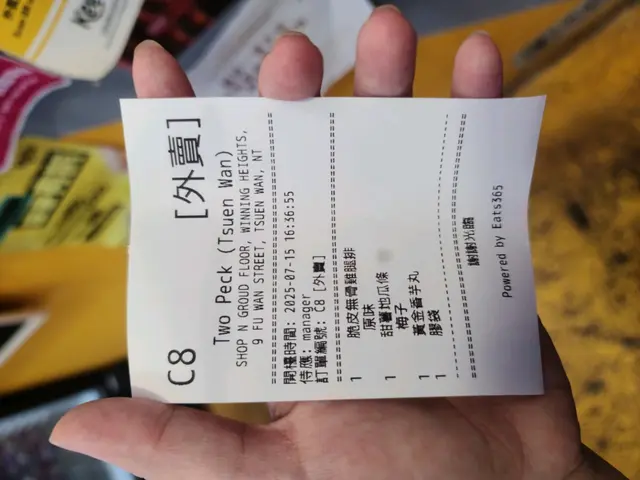 C8
[外賣]
Two Peck (Tsuen Wan)
SHOP N GROUD FLOOR, WINNING HEIGHTS,
9 FU WAN STREET, TSUEN WAN, NT
開檯時間: 2025-07-15 16:36:55
侍應: manager
訂單編號: C8 [外賣]
1 脆皮無骨雞腿排
原味
1 甜薯地瓜條
梅子
1 黃金香芋丸
1 膠袋
謝謝光臨
Powered by Eats365